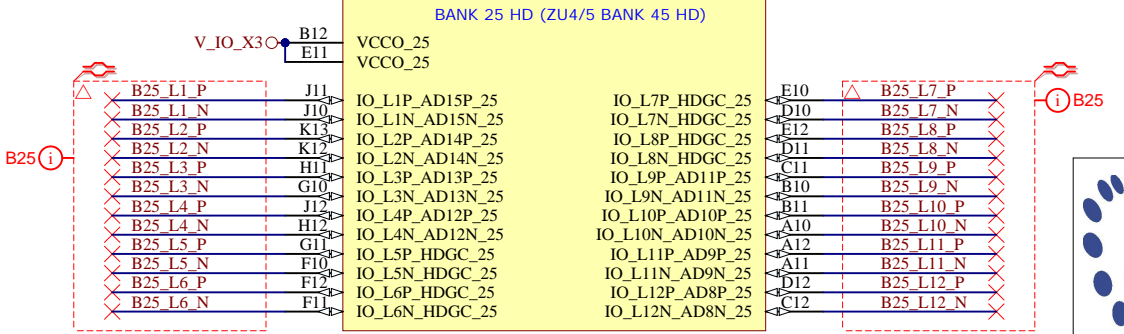 BANK 25 HD (ZU4/5 BANK 45 HD)
V_IO_X3 B12 VCCO_25
E11 VCCO_25
B25_L1_P J11 IO_L1P_AD15P_25 IO_L7P_HDGC_25 E10 B25_L7_P
B25_L1_N J10 IO_L1N_AD15N_25 IO_L7N_HDGC_25 D10 B25_L7_N
B25_L2_P K13 IO_L2P_AD14P_25 IO_L8P_HDGC_25 E12 B25_L8_P
B25_L2_N K12 IO_L2N_AD14N_25 IO_L8N_HDGC_25 D11 B25_L8_N
B25_L3_P H11 IO_L3P_AD13P_25 IO_L9P_AD11P_25 C11 B25_L9_P
B25_L3_N G10 IO_L3N_AD13N_25 IO_L9N_AD11N_25 B10 B25_L9_N
B25_L4_P J12 IO_L4P_AD12P_25 IO_L10P_AD10P_25 B11 B25_L10_P
B25_L4_N H12 IO_L4N_AD12N_25 IO_L10N_AD10N_25 A10 B25_L10_N
B25_L5_P G11 IO_L5P_HDGC_25 IO_L11P_AD9P_25 A12 B25_L11_P
B25_L5_N F10 IO_L5N_HDGC_25 IO_L11N_AD9N_25 A11 B25_L11_N
B25_L6_P F12 IO_L6P_HDGC_25 IO_L12P_AD8P_25 D12 B25_L12_P
B25_L6_N F11 IO_L6N_HDGC_25 IO_L12N_AD8N_25 C12 B25_L12_N
B25 i
i B25